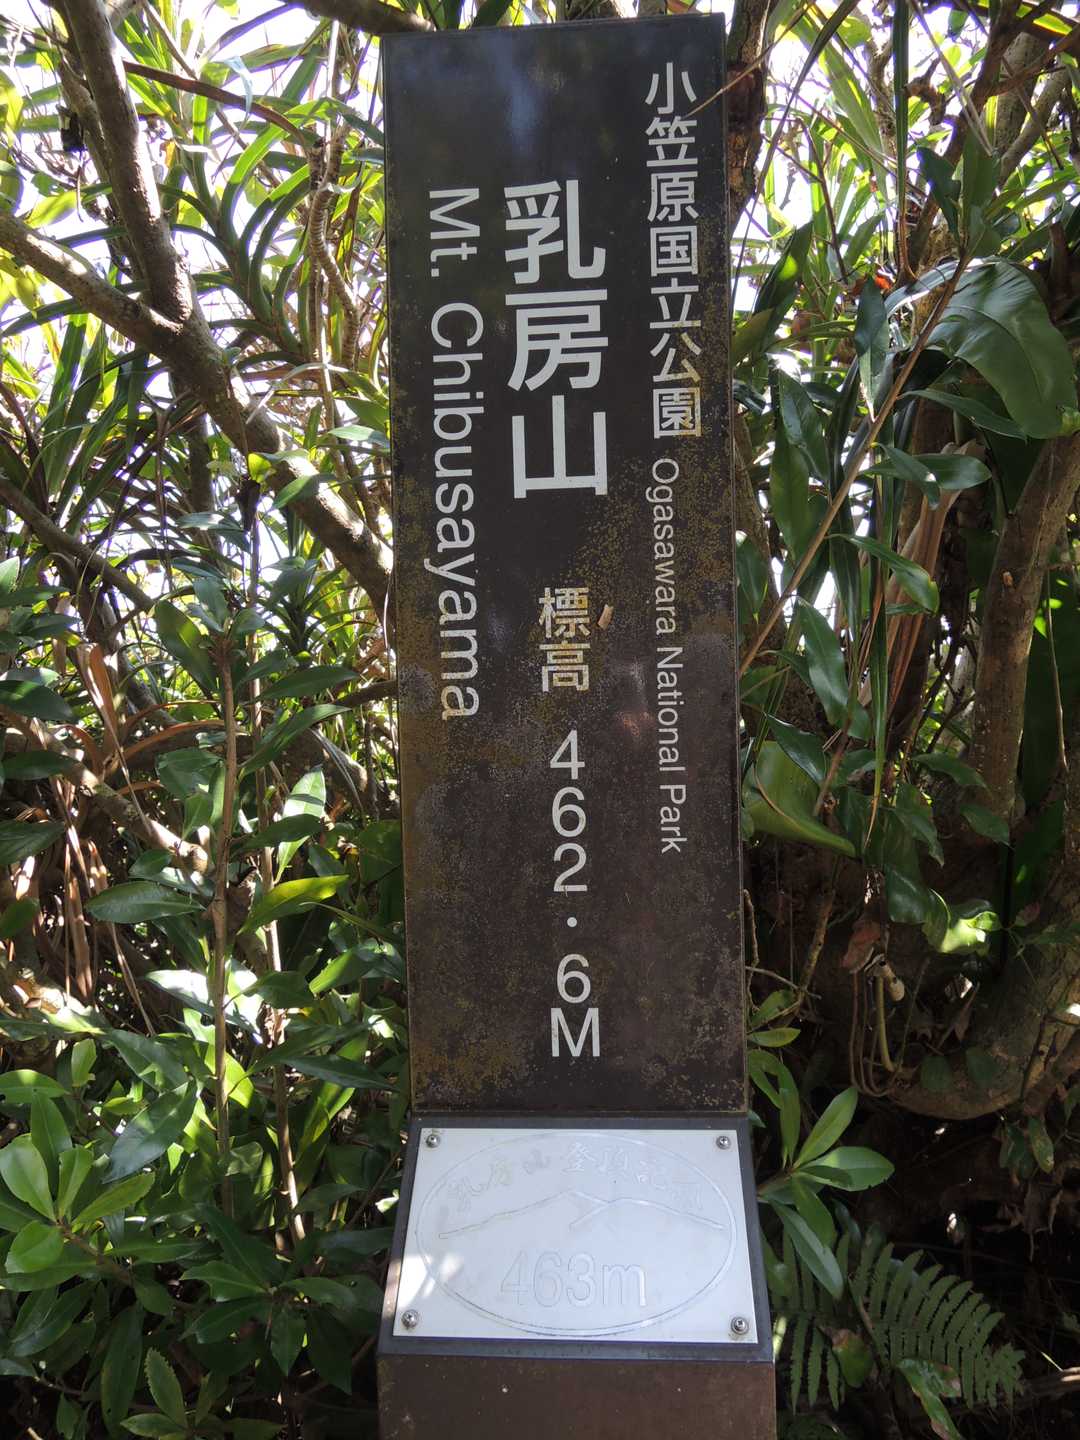 小笠原国立公園 Ogasawara National Park
乳房山 標高 462.6M
Mt. Chibusayama
乳房山登頂記念
463m